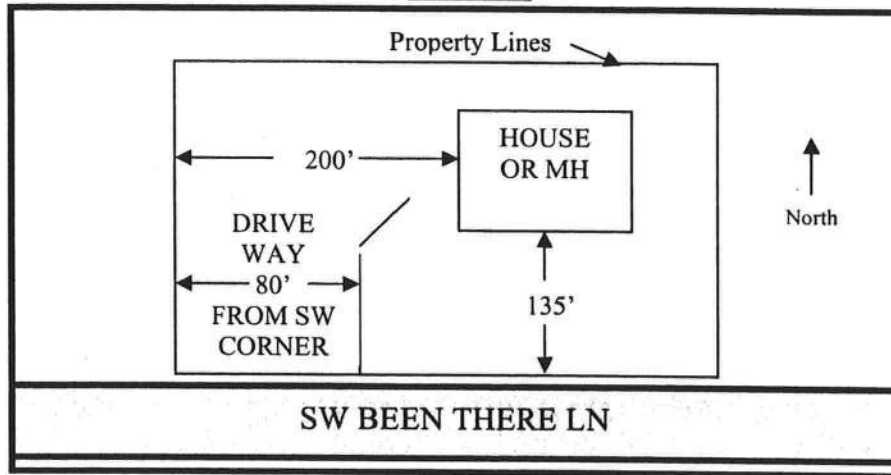 Property Lines
HOUSE
OR MH
200’
North
DRIVE
WAY
80’
FROM SW
CORNER
135’
SW BEEN THERE LN